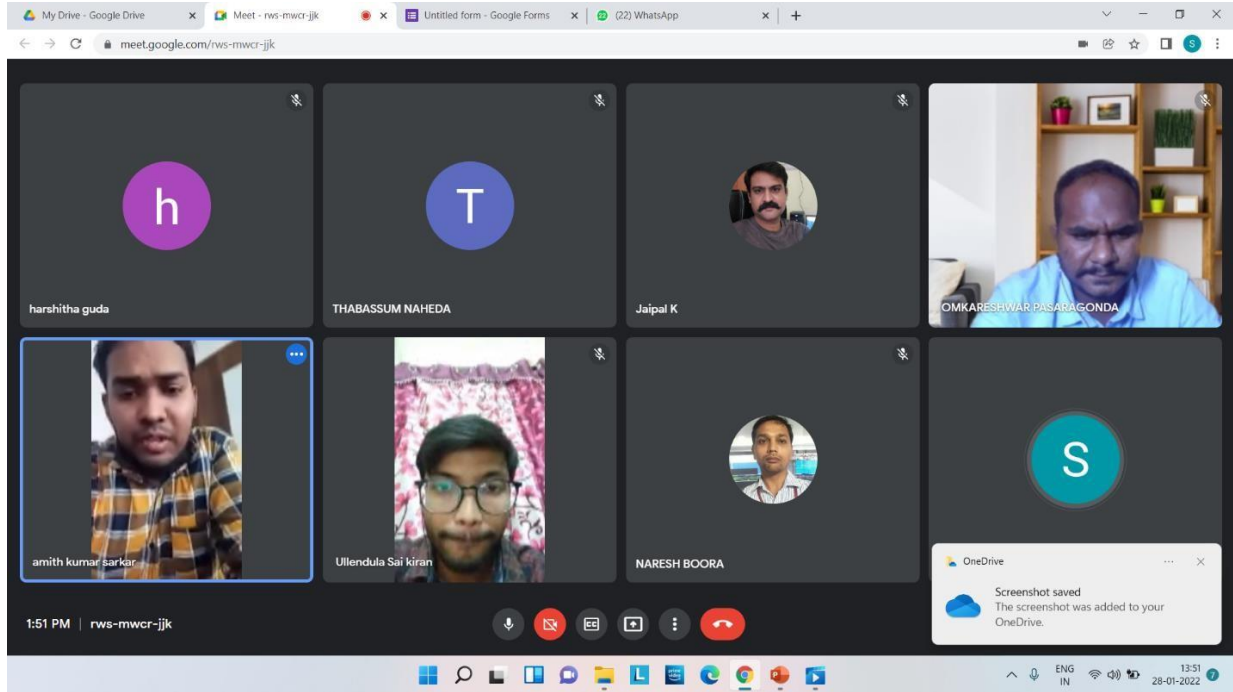 My Drive - Google Drive
Meet - rws-mwcr-jjk
Untitled form - Google Forms
(22) WhatsApp
meet.google.com/rws-mwcr-jjk
S
h
harshitha guda
T
THABASSUM NAHEDA
Jaipal K
OMKARESHWAR PASARAGONDA
amith kumar sarkar
Ullendula Sai kiran
NARESH BOORA
S
OneDrive
Screenshot saved
The screenshot was added to your
OneDrive.
1:51 PM | rws-mwcr-jjk
CC
L
ENG
IN
13:51
28-01-2022
7